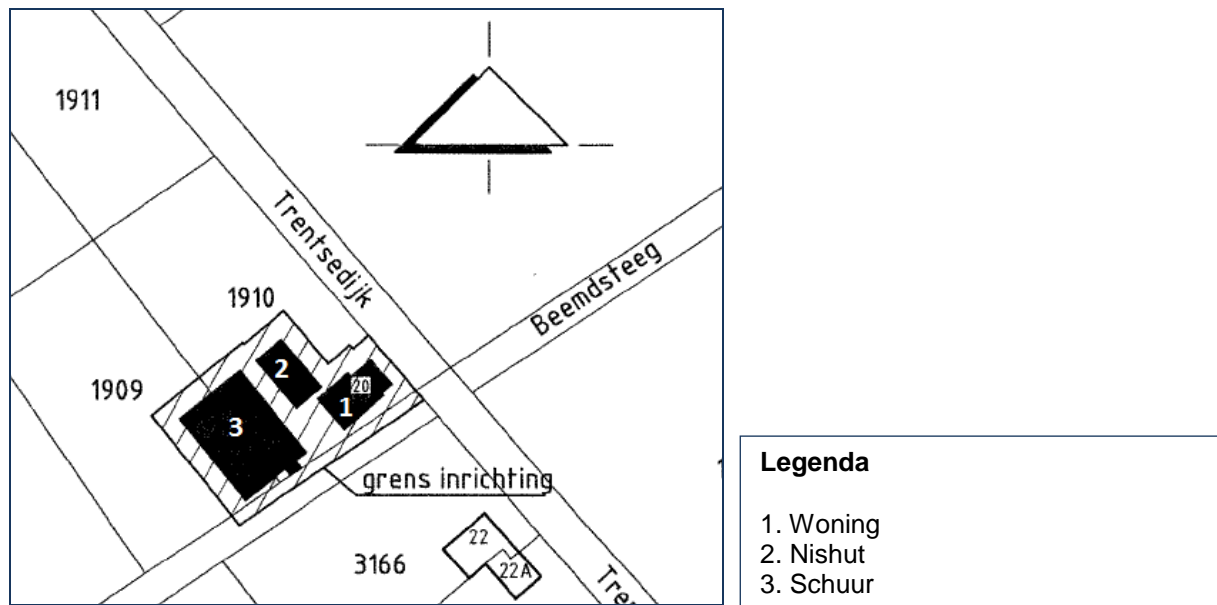 1911
Trentsedijk
Beemdsteeg
1910
2
1909
20
1
3
grens inrichting
22
3166
22A
Tre
Legenda
1. Woning
2. Nishut
3. Schuur